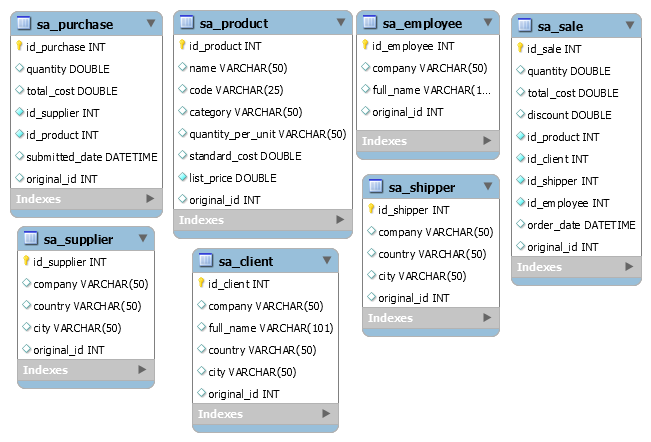 sa_purchase
id_purchase INT
quantity DOUBLE
total_cost DOUBLE
id_supplier INT
id_product INT
submitted_date DATETIME
original_id INT
Indexes
sa_product
id_product INT
name VARCHAR(50)
code VARCHAR(25)
category VARCHAR(50)
quantity_per_unit VARCHAR(50)
standard_cost DOUBLE
list_price DOUBLE
original_id INT
Indexes
sa_employee
id_employee INT
company VARCHAR(50)
full_name VARCHAR(1...
original_id INT
Indexes
sa_sale
id_sale INT
quantity DOUBLE
total_cost DOUBLE
discount DOUBLE
id_product INT
id_client INT
id_shipper INT
id_employee INT
order_date DATETIME
original_id INT
Indexes
sa_supplier
id_supplier INT
company VARCHAR(50)
country VARCHAR(50)
city VARCHAR(50)
original_id INT
Indexes
sa_client
id_client INT
company VARCHAR(50)
full_name VARCHAR(101)
country VARCHAR(50)
city VARCHAR(50)
original_id INT
Indexes
sa_shipper
id_shipper INT
company VARCHAR(50)
country VARCHAR(50)
city VARCHAR(50)
original_id INT
Indexes